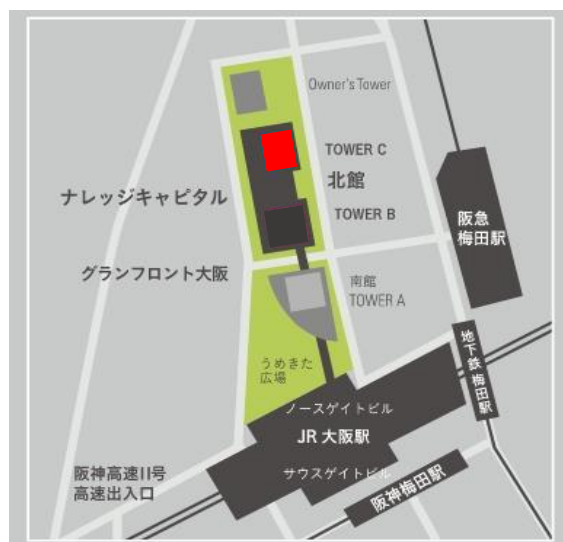 Owner's Tower
TOWER C
北館
ナレッジキャピタル
TOWER B
阪急
梅田駅
グランフロント大阪
南館
TOWER A
うめきた
広場
地下鉄 梅田駅
ノースゲイトビル
JR 大阪駅
サウスゲイトビル
阪神高速11号
高速出入口
阪神梅田駅